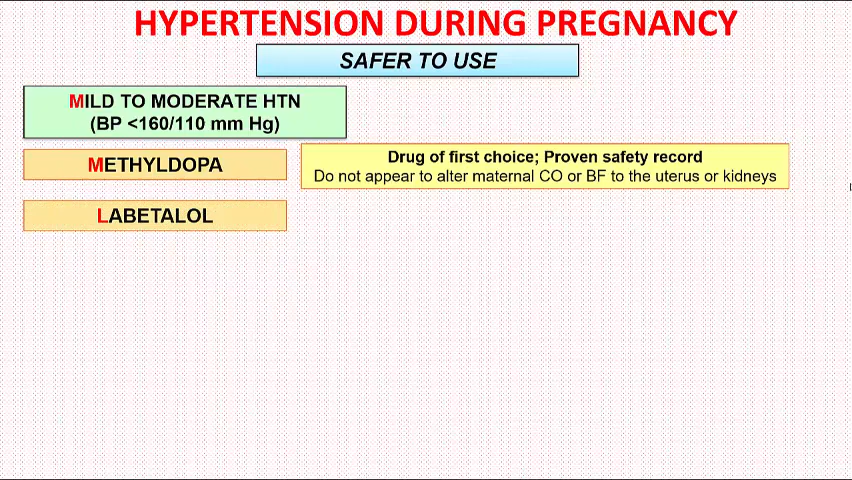 HYPERTENSION DURING PREGNANCY
SAFER TO USE
MILD TO MODERATE HTN
(BP <160/110 mm Hg)
METHYLDOPA
Drug of first choice; Proven safety record
Do not appear to alter maternal CO or BF to the uterus or kidneys
LABETALOL